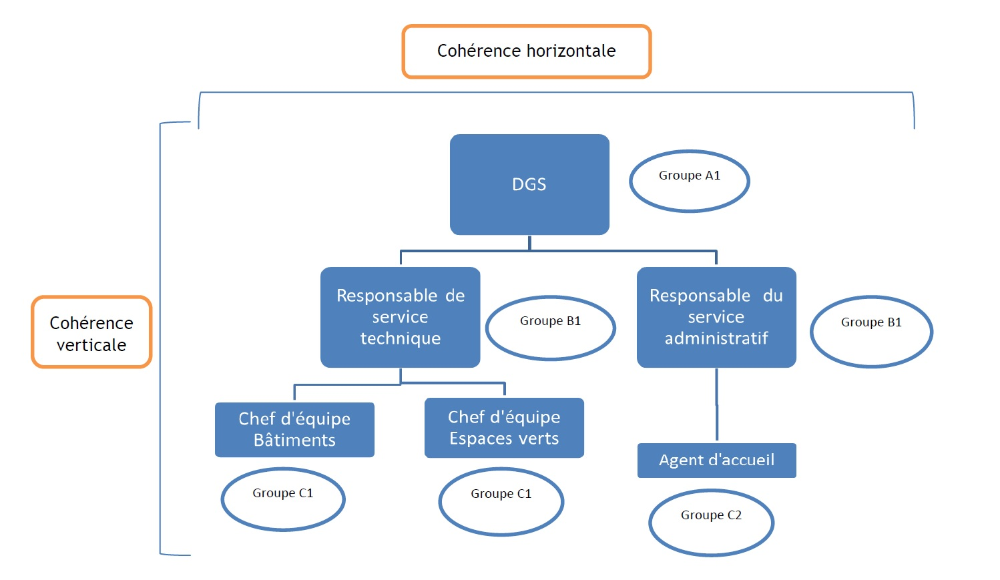 Cohérence horizontale
DGS
Groupe A1
Responsable de
service
technique
Groupe B1
Responsable du
service
administratif
Groupe B1
Cohérence
verticale
Chef d'équipe
Bâtiments
Chef d'équipe
Espaces verts
Agent d'accueil
Groupe C1
Groupe C1
Groupe C2